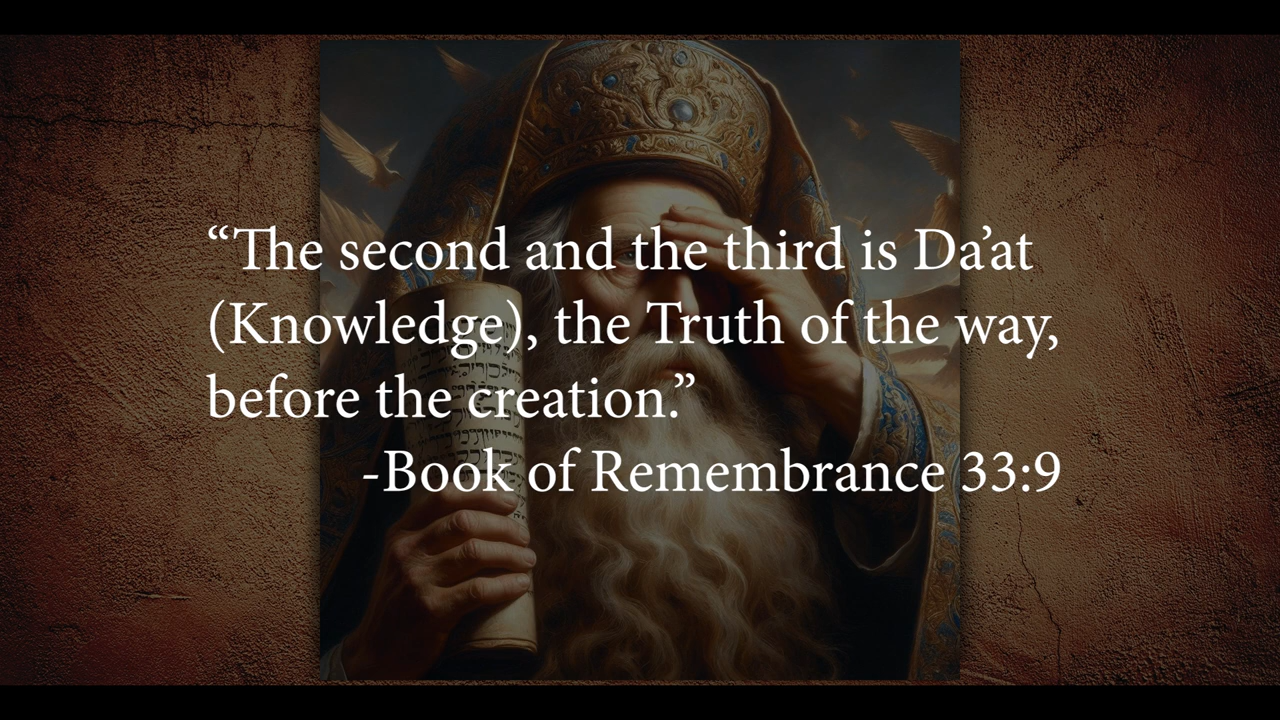 “The second and the third is Da’at
(Knowledge), the Truth of the way,
before the creation.”
-Book of Remembrance 33:9